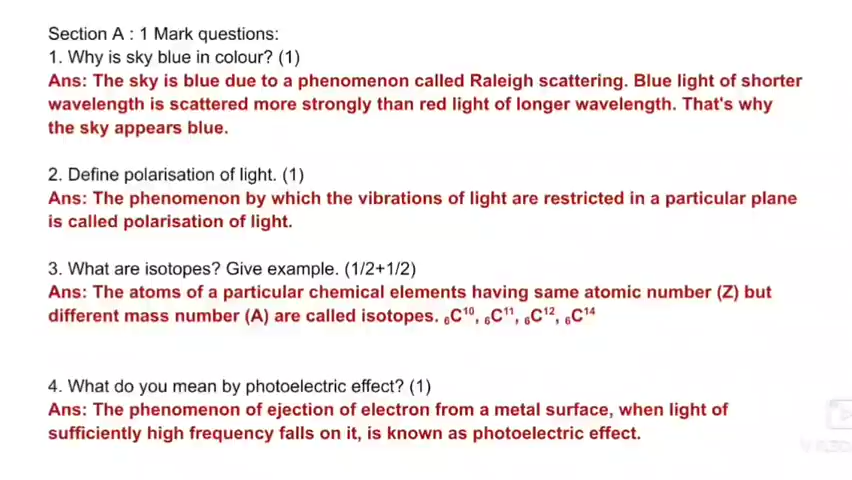 Section A : 1 Mark questions:
1. Why is sky blue in colour? (1)
Ans: The sky is blue due to a phenomenon called Raleigh scattering. Blue light of shorter
wavelength is scattered more strongly than red light of longer wavelength. That's why
the sky appears blue.
2. Define polarisation of light. (1)
Ans: The phenomenon by which the vibrations of light are restricted in a particular plane
is called polarisation of light.
3. What are isotopes? Give example. (1/2+1/2)
Ans: The atoms of a particular chemical elements having same atomic number (Z) but
different mass number (A) are called isotopes. ₆C¹⁰, ₆C¹¹, ₆C¹², ₆C¹⁴
4. What do you mean by photoelectric effect? (1)
Ans: The phenomenon of ejection of electron from a metal surface, when light of
sufficiently high frequency falls on it, is known as photoelectric effect.